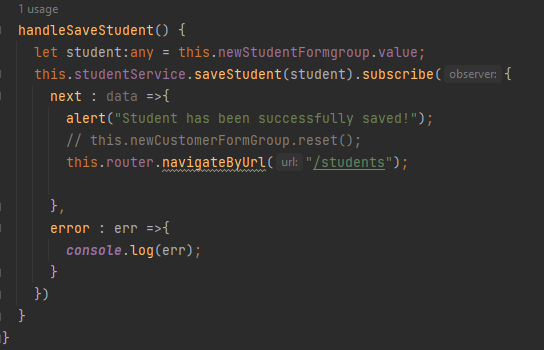 1 usage
handleSaveStudent() {
let student:any = this.newStudentFormgroup.value;
this.studentService.saveStudent(student).subscribe( observer: {
next : data =>{
alert("Student has been successfully saved!");
// this.newCustomerFormGroup.reset();
this.router.navigateByUrl( url: "/students");
},
error : err =>{
console.log(err);
}
})
}
}